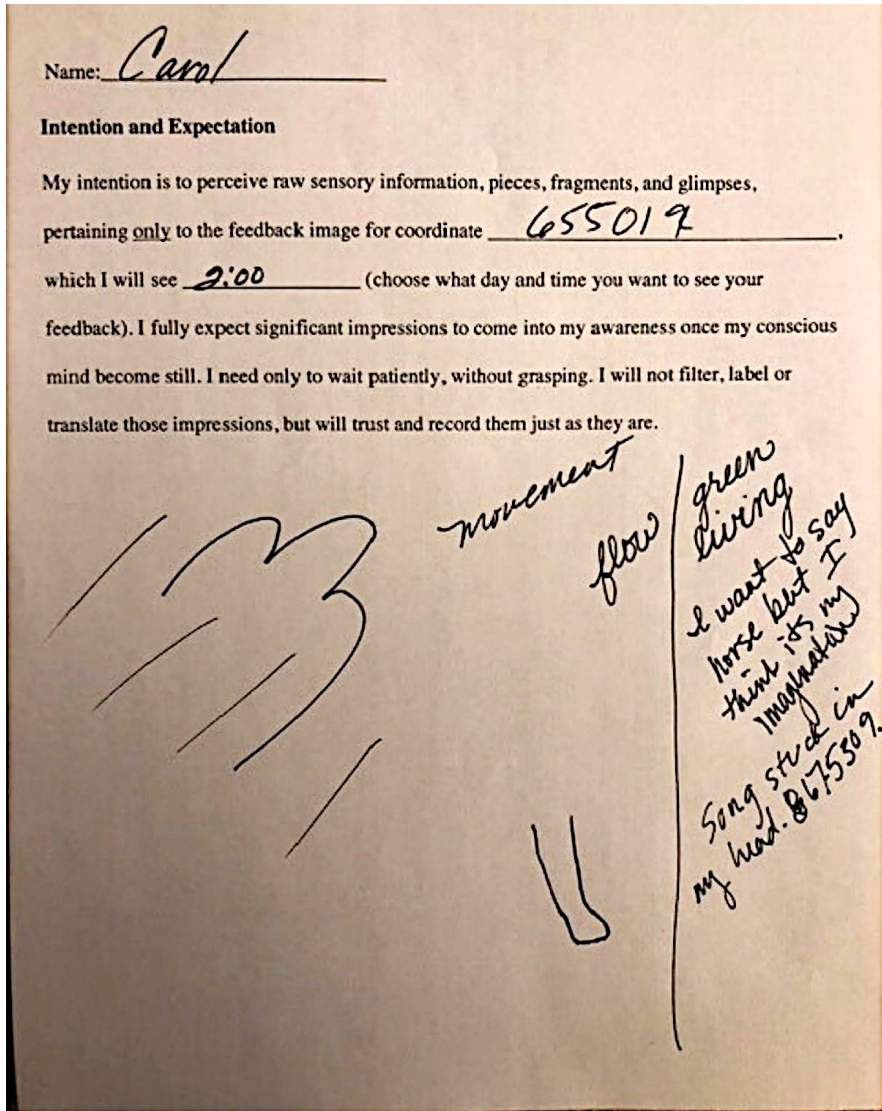 Name: Carol
Intention and Expectation
My intention is to perceive raw sensory information, pieces, fragments, and glimpses,
pertaining only to the feedback image for coordinate 655019,
which I will see 2:00 (choose what day and time you want to see your
feedback). I fully expect significant impressions to come into my awareness once my conscious
mind become still. I need only to wait patiently, without grasping. I will not filter, label or
translate those impressions, but will trust and record them just as they are.
movement
flow
green
living
I want to say
horse but I
think its my
imagination
Song stuck in
my head. 8675309.